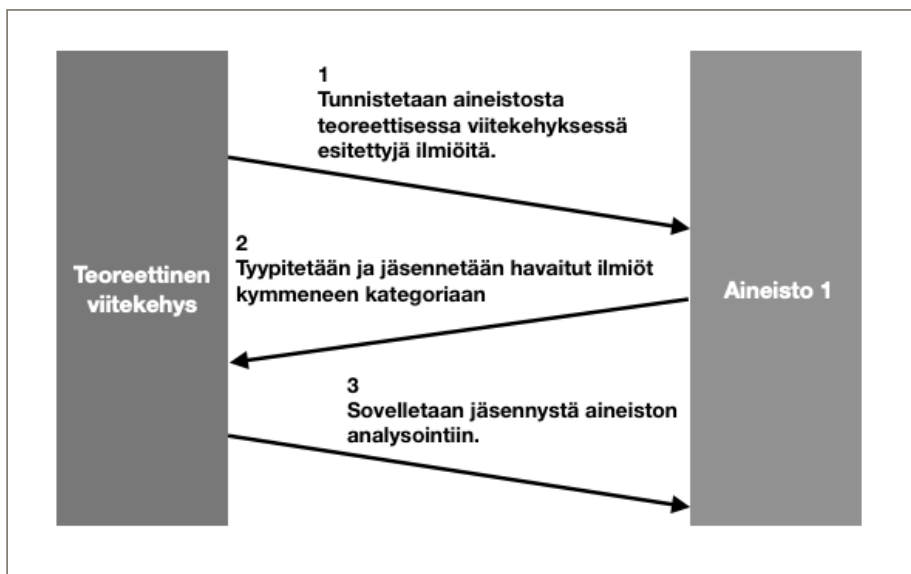 1
Tunnistetaan aineistosta
teoreettisessa viitekehyksessä
esitettyjä ilmiöitä.
2
Tyypitetään ja jäsennetään havaitut ilmiöt
kymmeneen kategoriaan
Teoreettinen
viitekehys
Aineisto 1
3
Sovelletaan jäsennystä aineiston
analysointiin.